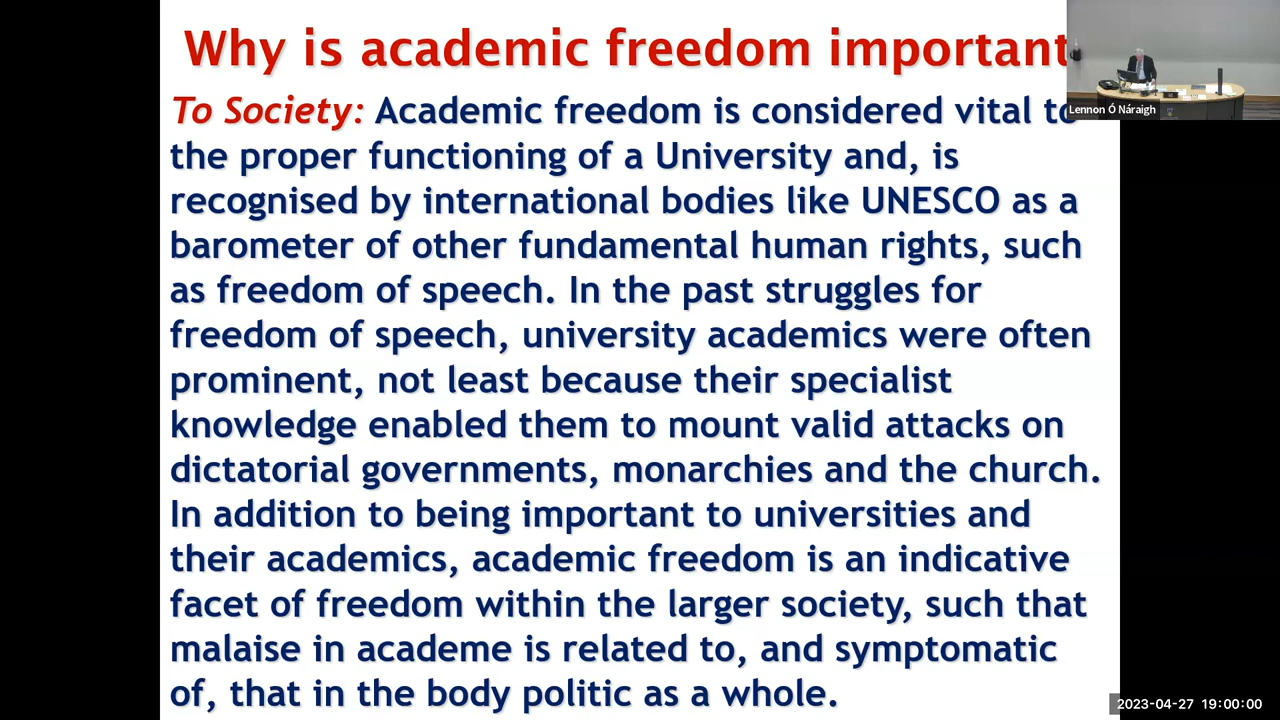 Why is academic freedom important
To Society: Academic freedom is considered vital to
the proper functioning of a University and, is
recognised by international bodies like UNESCO as a
barometer of other fundamental human rights, such
as freedom of speech. In the past struggles for
freedom of speech, university academics were often
prominent, not least because their specialist
knowledge enabled them to mount valid attacks on
dictatorial governments, monarchies and the church.
In addition to being important to universities and
their academics, academic freedom is an indicative
facet of freedom within the larger society, such that
malaise in academe is related to, and symptomatic
of, that in the body politic as a whole.
Lennon Ó Náraigh
2023-04-27 19:00:00